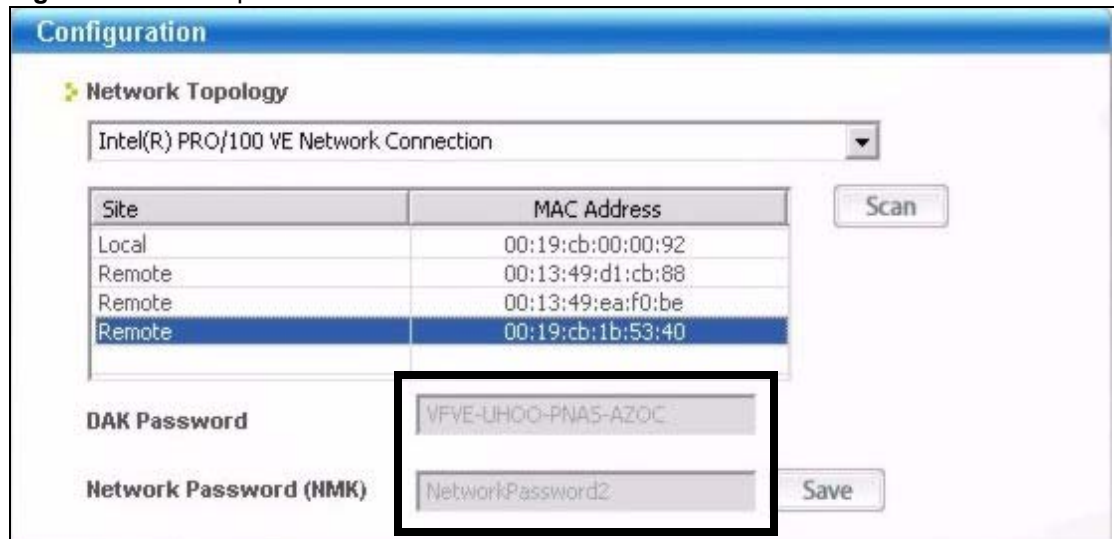 Configuration
Network Topology
Intel(R) PRO/100 VE Network Connection
Site MAC Address Scan
Local 00:19:cb:00:00:92
Remote 00:13:49:d1:cb:88
Remote 00:13:49:ea:f0:be
Remote 00:19:cb:1b:53:40
DAK Password VFVE-UHOO-PNAS-AZOC
Network Password (NMK) NetworkPassword2 Save